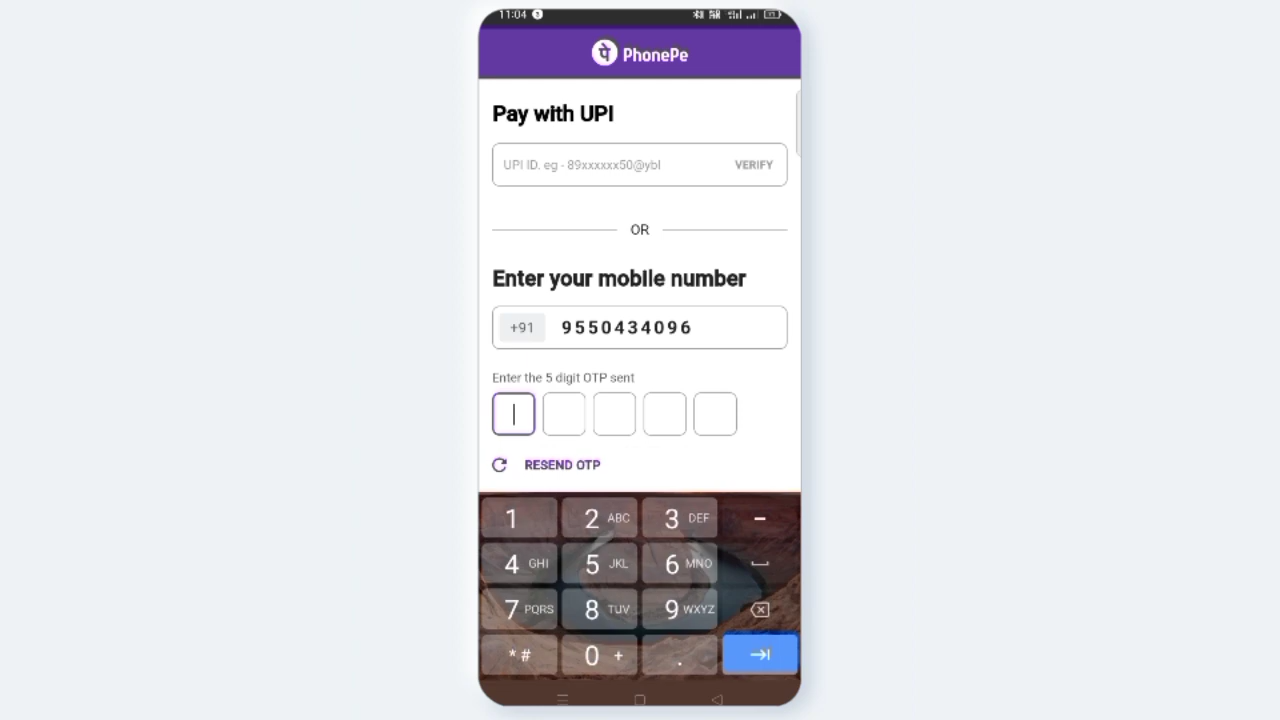 11:04
पे PhonePe
Pay with UPI
UPI ID. eg - 89xxxxxx50@ybl VERIFY
OR
Enter your mobile number
+91 9550434096
Enter the 5 digit OTP sent
RESEND OTP
1 2 ABC 3 DEF -
4 GHI 5 JKL 6 MNO
7 PQRS 8 TUV 9 WXYZ
* # 0 + .